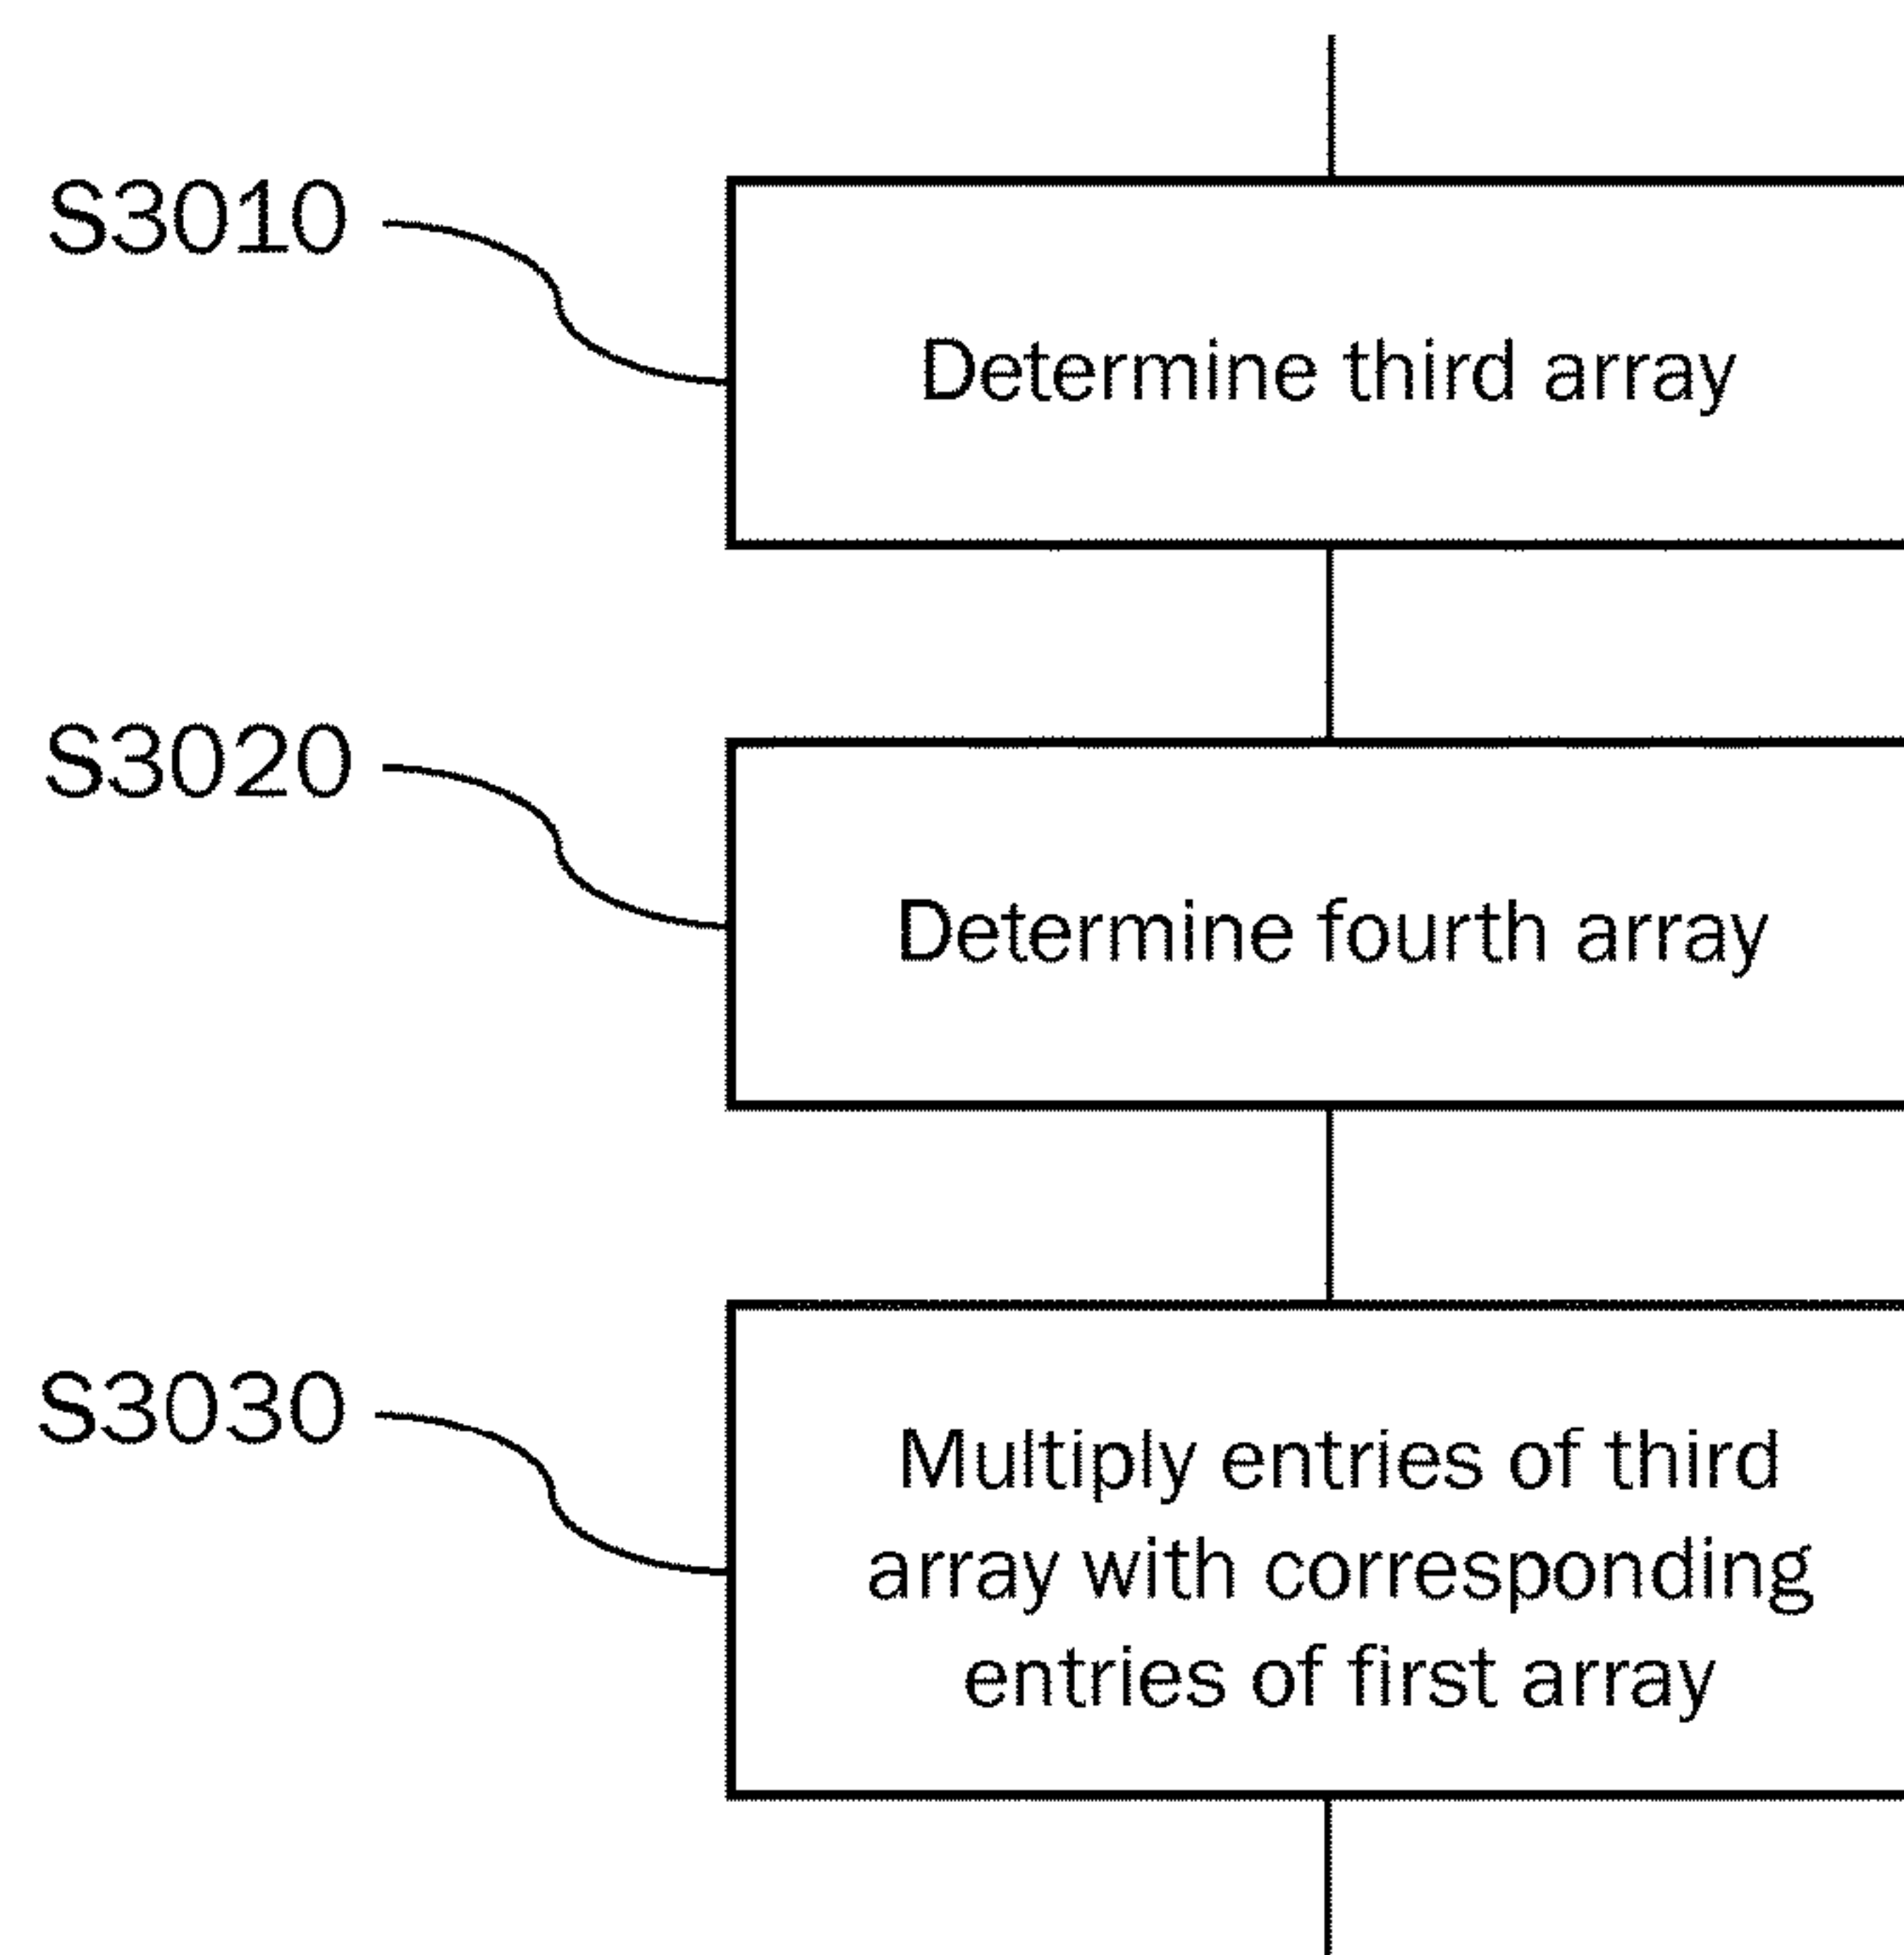 S3010
Determine third array
S3020
Determine fourth array
S3030
Multiply entries of third
array with corresponding
entries of first array